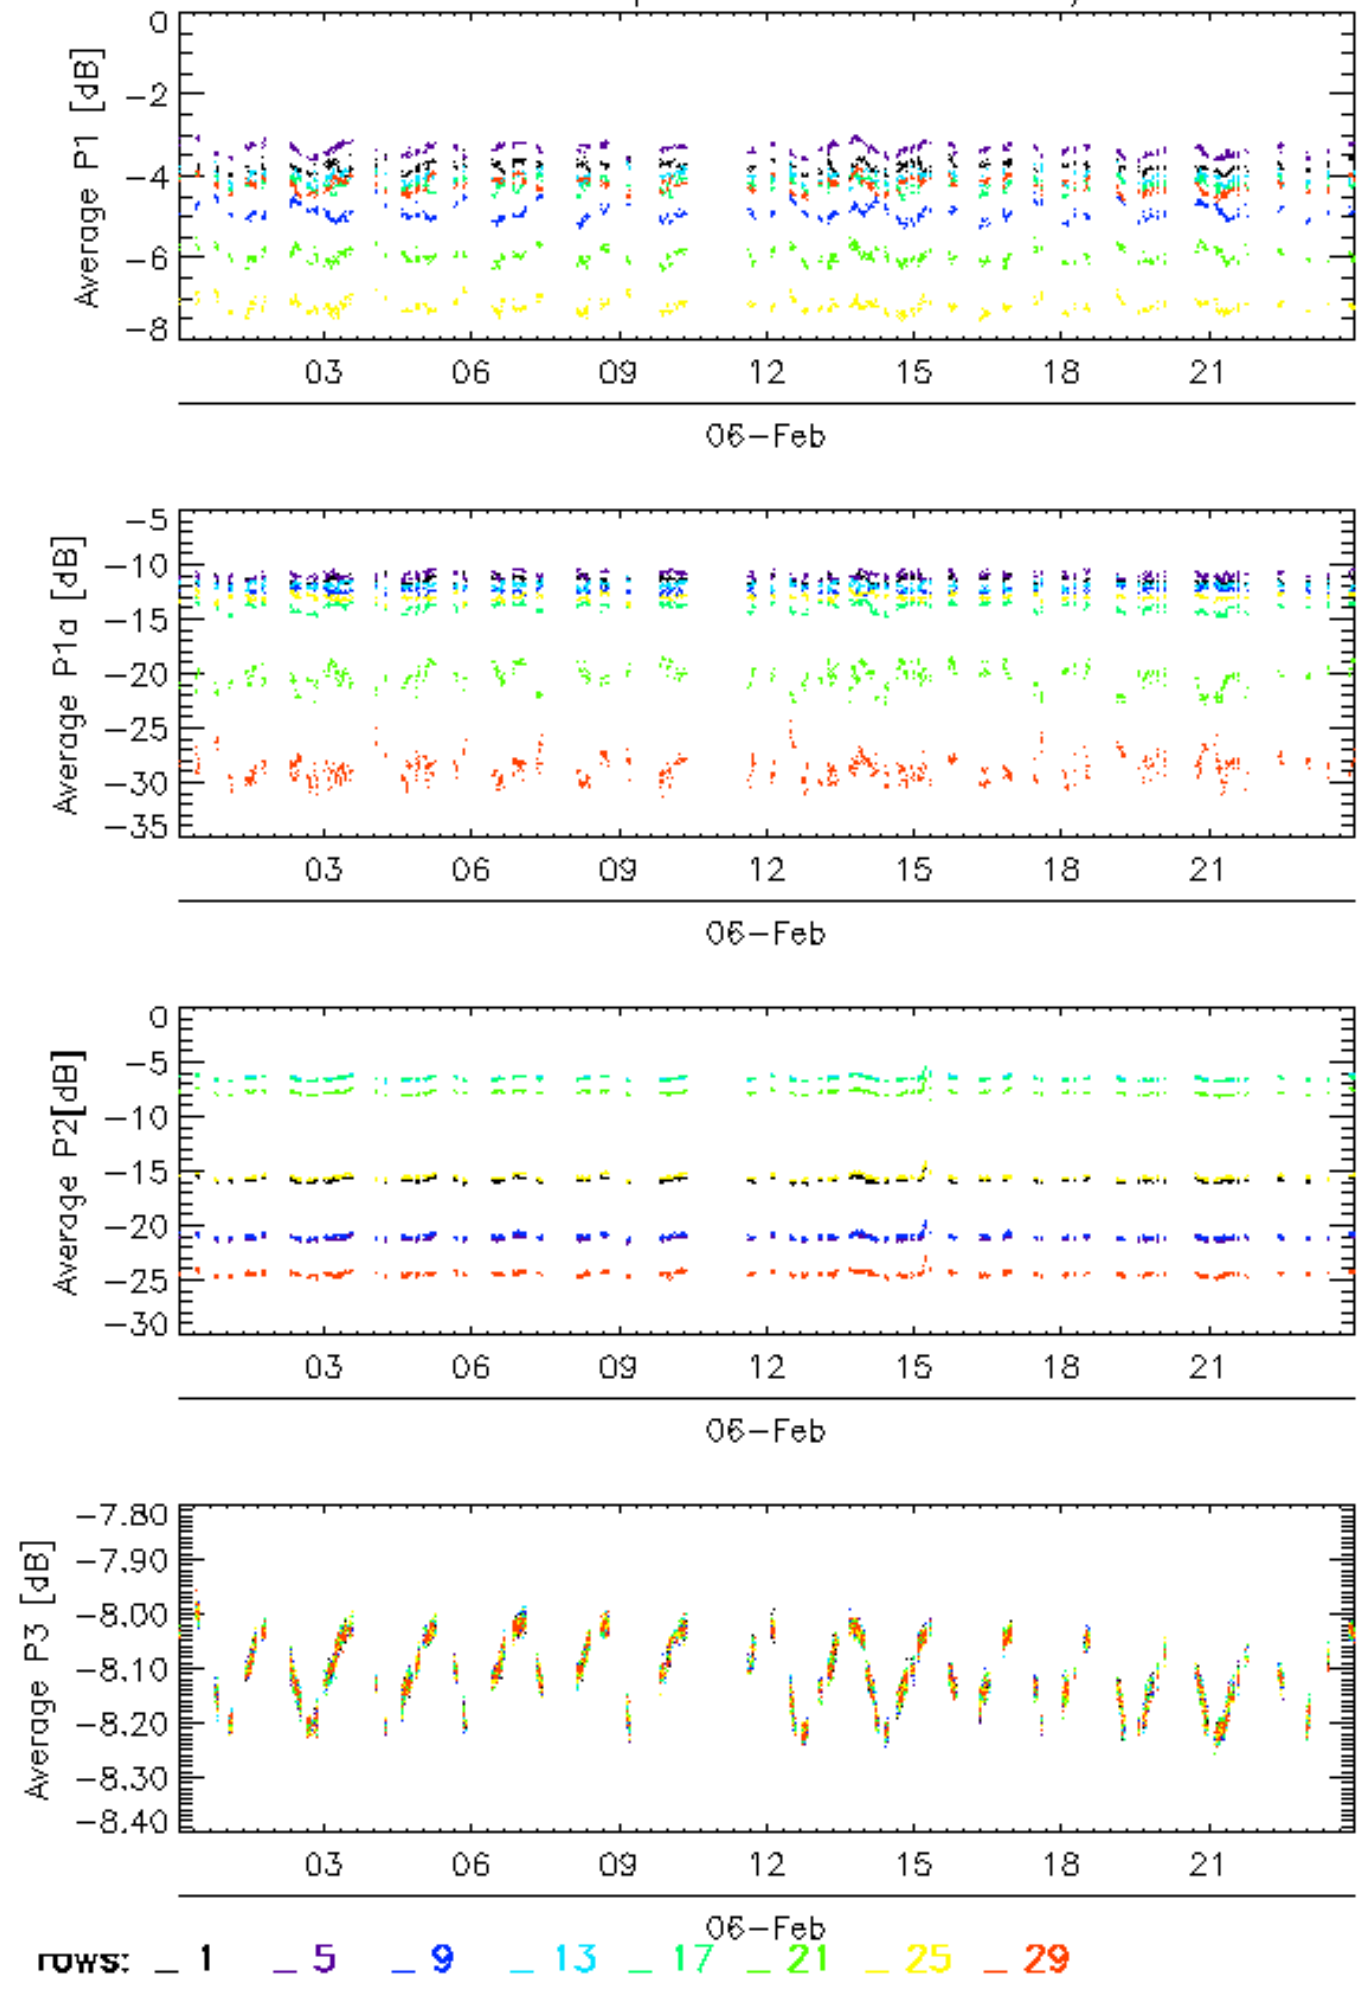 Average P1 [dB]
0
−2
−4
−6
−8
03 06 09 12 15 18 21
06−Feb
Average P1a [dB]
−5
−10
−15
−20
−25
−30
−35
03 06 09 12 15 18 21
06−Feb
Average P2[dB]
0
−5
−10
−15
−20
−25
−30
03 06 09 12 15 18 21
06−Feb
Average P3 [dB]
−7.80
−7.90
−8.00
−8.10
−8.20
−8.30
−8.40
03 06 09 12 15 18 21
06−Feb
rows: _ 1 _ 5 _ 9 _ 13 _ 17 _ 21 _ 25 _ 29